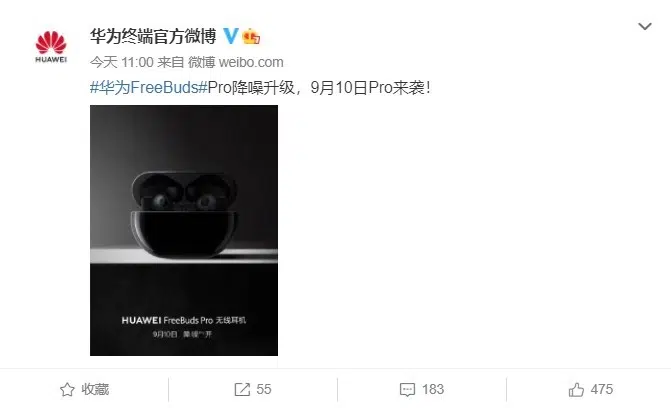 华为终端官方微博
HUAWEI
今天 11:00 来自 微博 weibo.com
#华为FreeBuds#Pro降噪升级，9月10日Pro来袭！
HUAWEI FreeBuds Pro 无线耳机
9月10日
收藏
55
183
475